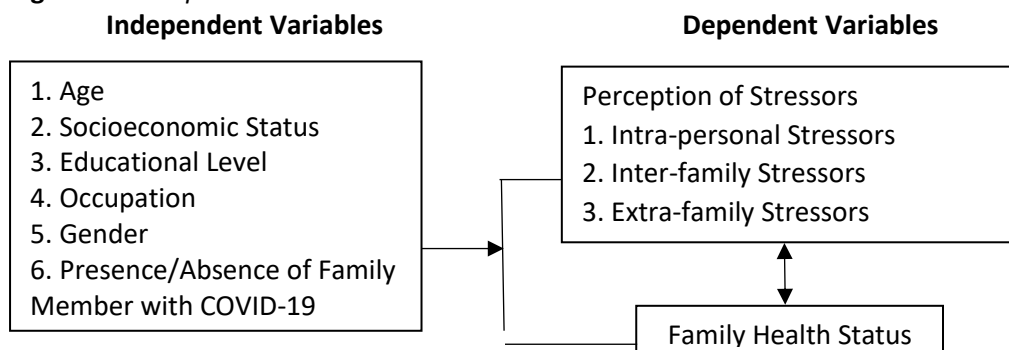 Independent Variables
Dependent Variables
1. Age
2. Socioeconomic Status
3. Educational Level
4. Occupation
5. Gender
6. Presence/Absence of Family
Member with COVID-19
Perception of Stressors
1. Intra-personal Stressors
2. Inter-family Stressors
3. Extra-family Stressors
Family Health Status